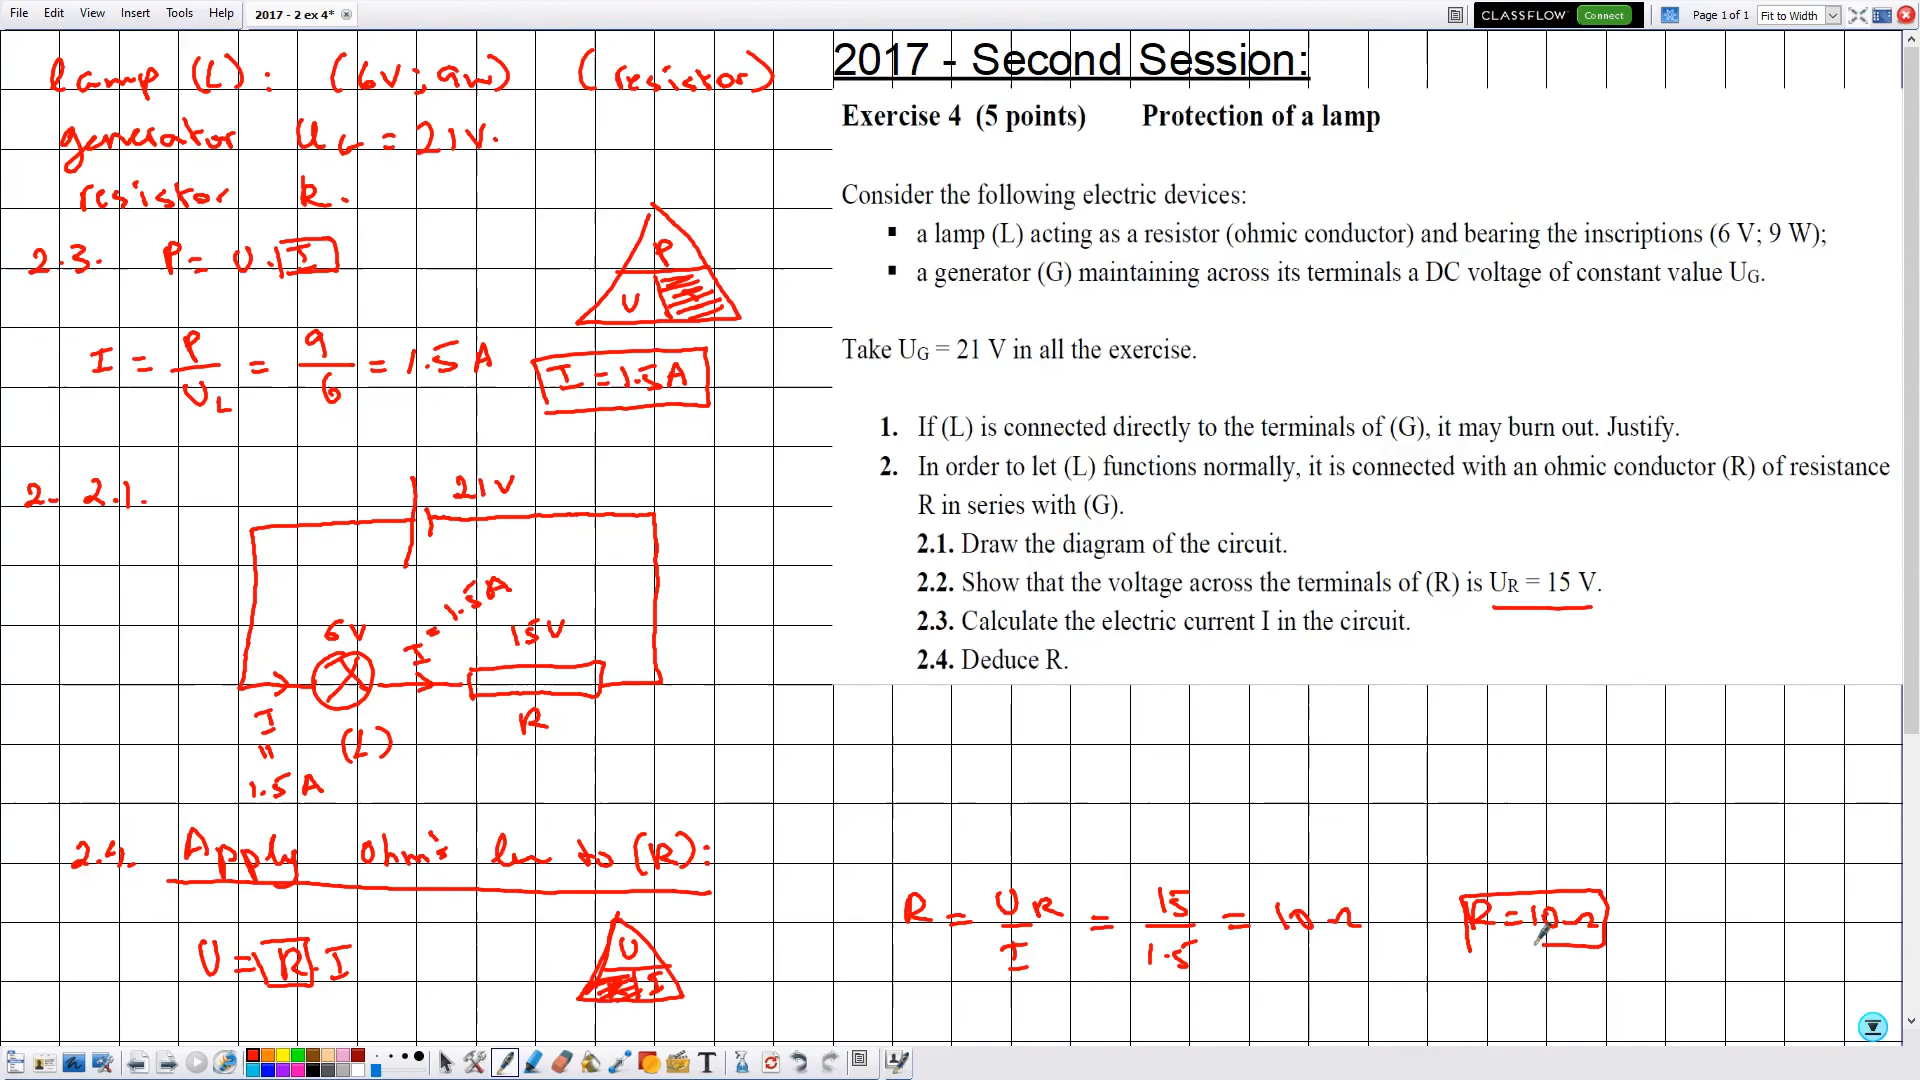 File Edit View Insert Tools Help 2017 - 2 ex 4* CLASSFLOW Connect Page 1 of 1 Fit to Width
lamp (L) : (6V ; 9W) (resistor)
generator UG = 21V.
resistor R.
2.3. P = U . I
P
U
I = P / UL = 9 / 6 = 1.5 A
I = 1.5 A
2- 2.1.
21V
6V
I = 1.5A
15V
I = 1.5 A
(L)
R
2.4. Apply Ohm's law to (R) :
U = R . I
U
I
2017 - Second Session:
Exercise 4 (5 points) Protection of a lamp
Consider the following electric devices:
▪ a lamp (L) acting as a resistor (ohmic conductor) and bearing the inscriptions (6 V; 9 W);
▪ a generator (G) maintaining across its terminals a DC voltage of constant value UG.
Take UG = 21 V in all the exercise.
1. If (L) is connected directly to the terminals of (G), it may burn out. Justify.
2. In order to let (L) functions normally, it is connected with an ohmic conductor (R) of resistance
R in series with (G).
2.1. Draw the diagram of the circuit.
2.2. Show that the voltage across the terminals of (R) is UR = 15 V.
2.3. Calculate the electric current I in the circuit.
2.4. Deduce R.
R = UR / I = 15 / 1.5 = 10 Ω
R = 10 Ω